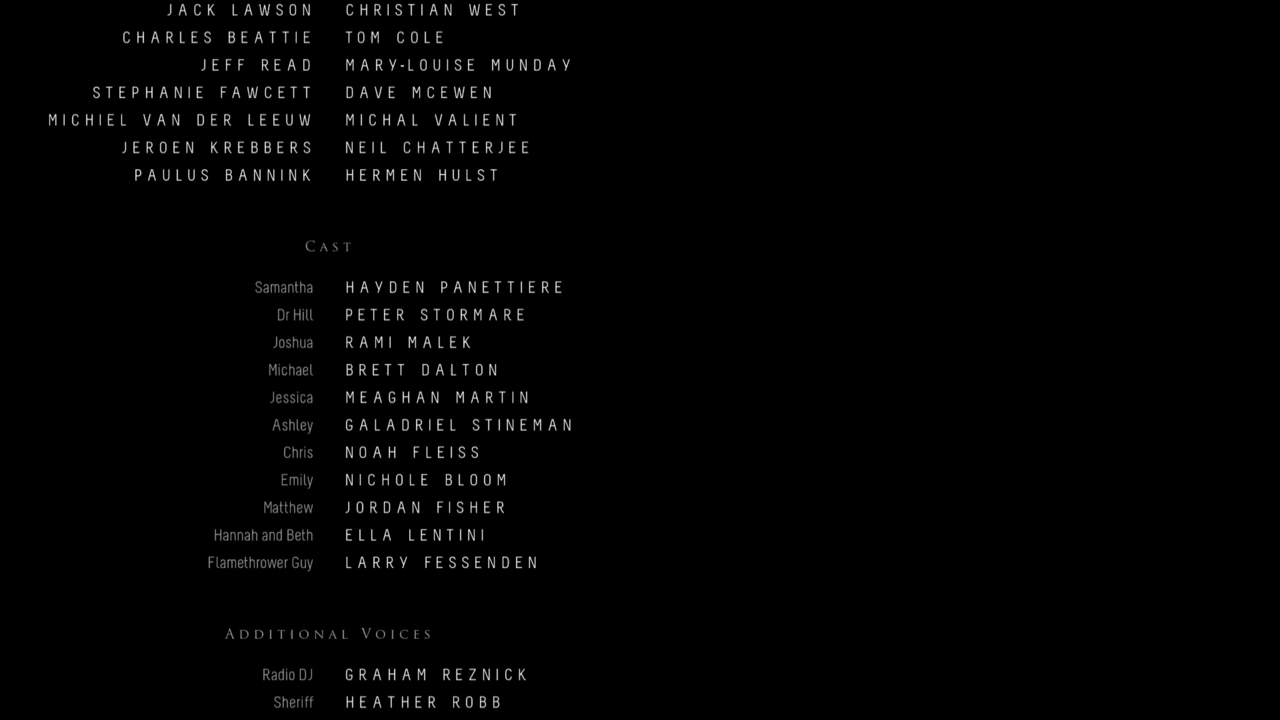 JACK LAWSON CHRISTIAN WEST
CHARLES BEATTIE TOM COLE
JEFF READ MARY-LOUISE MUNDAY
STEPHANIE FAWCETT DAVE MCEWEN
MICHIEL VAN DER LEEUW MICHAL VALIENT
JEROEN KREBBERS NEIL CHATTERJEE
PAULUS BANNINK HERMEN HULST
CAST
Samantha HAYDEN PANETTIERE
Dr Hill PETER STORMARE
Joshua RAMI MALEK
Michael BRETT DALTON
Jessica MEAGHAN MARTIN
Ashley GALADRIEL STINEMAN
Chris NOAH FLEISS
Emily NICHOLE BLOOM
Matthew JORDAN FISHER
Hannah and Beth ELLA LENTINI
Flamethrower Guy LARRY FESSENDEN
ADDITIONAL VOICES
Radio DJ GRAHAM REZNICK
Sheriff HEATHER ROBB